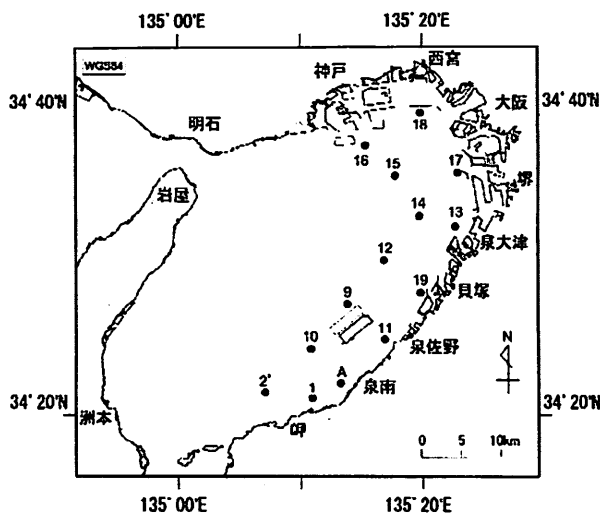 135° 00'E
135° 20'E
WGS84
西宮
神戸
34° 40'N
34° 40'N
大阪
明石
18
16
15
17
堺
岩屋
14
13
泉大津
12
19
貝塚
9
11
10
泉佐野
N
A
泉南
2'
1
34° 20'N
34° 20'N
洲本
岬
0 5 10km
135° 00'E
135° 20'E